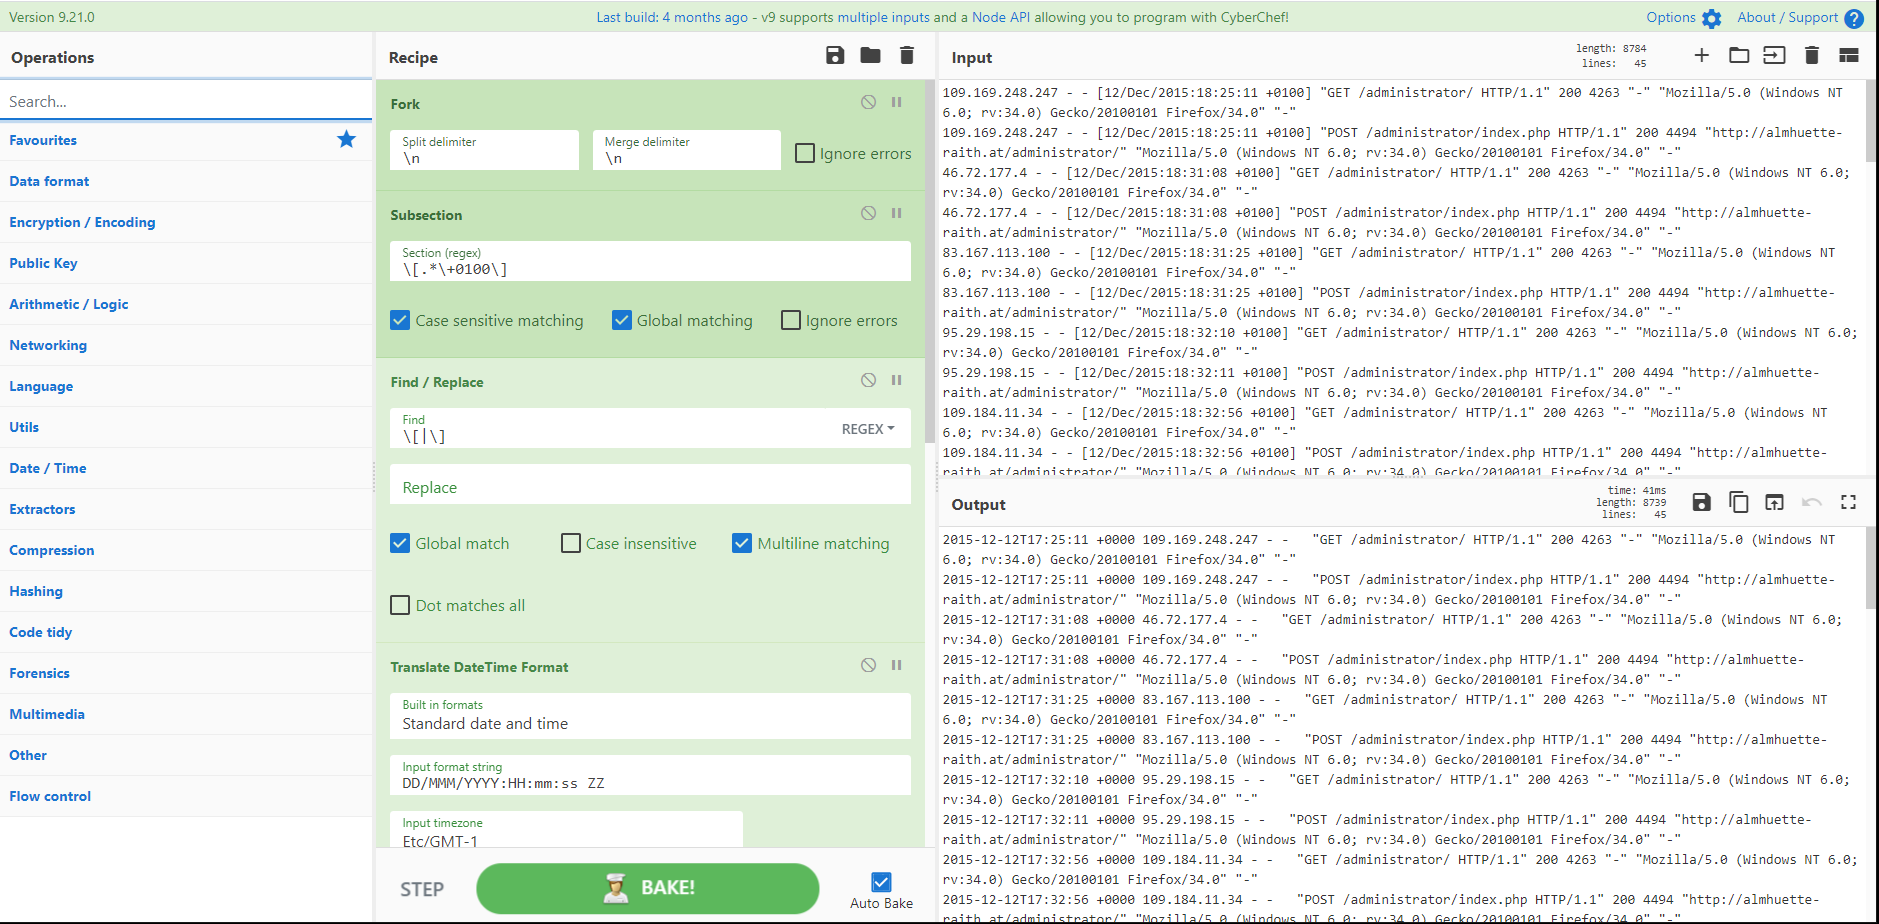 Version 9.21.0
Last build: 4 months ago - v9 supports multiple inputs and a Node API allowing you to program with CyberChef!
Options
About / Support
Operations
Search...
Favourites
Data format
Encryption / Encoding
Public Key
Arithmetic / Logic
Networking
Language
Utils
Date / Time
Extractors
Compression
Hashing
Code tidy
Forensics
Multimedia
Other
Flow control
Recipe
Fork
Split delimiter
\n
Merge delimiter
\n
Ignore errors
Subsection
Section (regex)
\[.*\+0100\]
Case sensitive matching
Global matching
Ignore errors
Find / Replace
Find
\[|\]
REGEX
Replace
Global match
Case insensitive
Multiline matching
Dot matches all
Translate DateTime Format
Built in formats
Standard date and time
Input format string
DD/MMM/YYYY:HH:mm:ss ZZ
Input timezone
Etc/GMT-1
STEP
BAKE!
Auto Bake
Input
length: 8784
lines: 45
109.169.248.247 - - [12/Dec/2015:18:25:11 +0100] "GET /administrator/ HTTP/1.1" 200 4263 "-" "Mozilla/5.0 (Windows NT
6.0; rv:34.0) Gecko/20100101 Firefox/34.0" "-"
109.169.248.247 - - [12/Dec/2015:18:25:11 +0100] "POST /administrator/index.php HTTP/1.1" 200 4494 "http://almhuette-
raith.at/administrator/" "Mozilla/5.0 (Windows NT 6.0; rv:34.0) Gecko/20100101 Firefox/34.0" "-"
46.72.177.4 - - [12/Dec/2015:18:31:08 +0100] "GET /administrator/ HTTP/1.1" 200 4263 "-" "Mozilla/5.0 (Windows NT 6.0;
rv:34.0) Gecko/20100101 Firefox/34.0" "-"
46.72.177.4 - - [12/Dec/2015:18:31:08 +0100] "POST /administrator/index.php HTTP/1.1" 200 4494 "http://almhuette-
raith.at/administrator/" "Mozilla/5.0 (Windows NT 6.0; rv:34.0) Gecko/20100101 Firefox/34.0" "-"
83.167.113.100 - - [12/Dec/2015:18:31:25 +0100] "GET /administrator/ HTTP/1.1" 200 4263 "-" "Mozilla/5.0 (Windows NT
6.0; rv:34.0) Gecko/20100101 Firefox/34.0" "-"
83.167.113.100 - - [12/Dec/2015:18:31:25 +0100] "POST /administrator/index.php HTTP/1.1" 200 4494 "http://almhuette-
raith.at/administrator/" "Mozilla/5.0 (Windows NT 6.0; rv:34.0) Gecko/20100101 Firefox/34.0" "-"
95.29.198.15 - - [12/Dec/2015:18:32:10 +0100] "GET /administrator/ HTTP/1.1" 200 4263 "-" "Mozilla/5.0 (Windows NT 6.0;
rv:34.0) Gecko/20100101 Firefox/34.0" "-"
95.29.198.15 - - [12/Dec/2015:18:32:11 +0100] "POST /administrator/index.php HTTP/1.1" 200 4494 "http://almhuette-
raith.at/administrator/" "Mozilla/5.0 (Windows NT 6.0; rv:34.0) Gecko/20100101 Firefox/34.0" "-"
109.184.11.34 - - [12/Dec/2015:18:32:56 +0100] "GET /administrator/ HTTP/1.1" 200 4263 "-" "Mozilla/5.0 (Windows NT
6.0; rv:34.0) Gecko/20100101 Firefox/34.0" "-"
109.184.11.34 - - [12/Dec/2015:18:32:56 +0100] "POST /administrator/index.php HTTP/1.1" 200 4494 "http://almhuette-
raith.at/administrator/" "Mozilla/5.0 (Windows NT 6.0; rv:34.0) Gecko/20100101 Firefox/34.0" "-"
Output
time: 41ms
length: 8739
lines: 45
2015-12-12T17:25:11 +0000 109.169.248.247 - - "GET /administrator/ HTTP/1.1" 200 4263 "-" "Mozilla/5.0 (Windows NT
6.0; rv:34.0) Gecko/20100101 Firefox/34.0" "-"
2015-12-12T17:25:11 +0000 109.169.248.247 - - "POST /administrator/index.php HTTP/1.1" 200 4494 "http://almhuette-
raith.at/administrator/" "Mozilla/5.0 (Windows NT 6.0; rv:34.0) Gecko/20100101 Firefox/34.0" "-"
2015-12-12T17:31:08 +0000 46.72.177.4 - - "GET /administrator/ HTTP/1.1" 200 4263 "-" "Mozilla/5.0 (Windows NT 6.0;
rv:34.0) Gecko/20100101 Firefox/34.0" "-"
2015-12-12T17:31:08 +0000 46.72.177.4 - - "POST /administrator/index.php HTTP/1.1" 200 4494 "http://almhuette-
raith.at/administrator/" "Mozilla/5.0 (Windows NT 6.0; rv:34.0) Gecko/20100101 Firefox/34.0" "-"
2015-12-12T17:31:25 +0000 83.167.113.100 - - "GET /administrator/ HTTP/1.1" 200 4263 "-" "Mozilla/5.0 (Windows NT
6.0; rv:34.0) Gecko/20100101 Firefox/34.0" "-"
2015-12-12T17:31:25 +0000 83.167.113.100 - - "POST /administrator/index.php HTTP/1.1" 200 4494 "http://almhuette-
raith.at/administrator/" "Mozilla/5.0 (Windows NT 6.0; rv:34.0) Gecko/20100101 Firefox/34.0" "-"
2015-12-12T17:32:10 +0000 95.29.198.15 - - "GET /administrator/ HTTP/1.1" 200 4263 "-" "Mozilla/5.0 (Windows NT 6.0;
rv:34.0) Gecko/20100101 Firefox/34.0" "-"
2015-12-12T17:32:11 +0000 95.29.198.15 - - "POST /administrator/index.php HTTP/1.1" 200 4494 "http://almhuette-
raith.at/administrator/" "Mozilla/5.0 (Windows NT 6.0; rv:34.0) Gecko/20100101 Firefox/34.0" "-"
2015-12-12T17:32:56 +0000 109.184.11.34 - - "GET /administrator/ HTTP/1.1" 200 4263 "-" "Mozilla/5.0 (Windows NT 6.0;
rv:34.0) Gecko/20100101 Firefox/34.0" "-"
2015-12-12T17:32:56 +0000 109.184.11.34 - - "POST /administrator/index.php HTTP/1.1" 200 4494 "http://almhuette-
raith.at/administrator/" "Mozilla/5.0 (Windows NT 6.0; rv:34.0) Gecko/20100101 Firefox/34.0" "-"